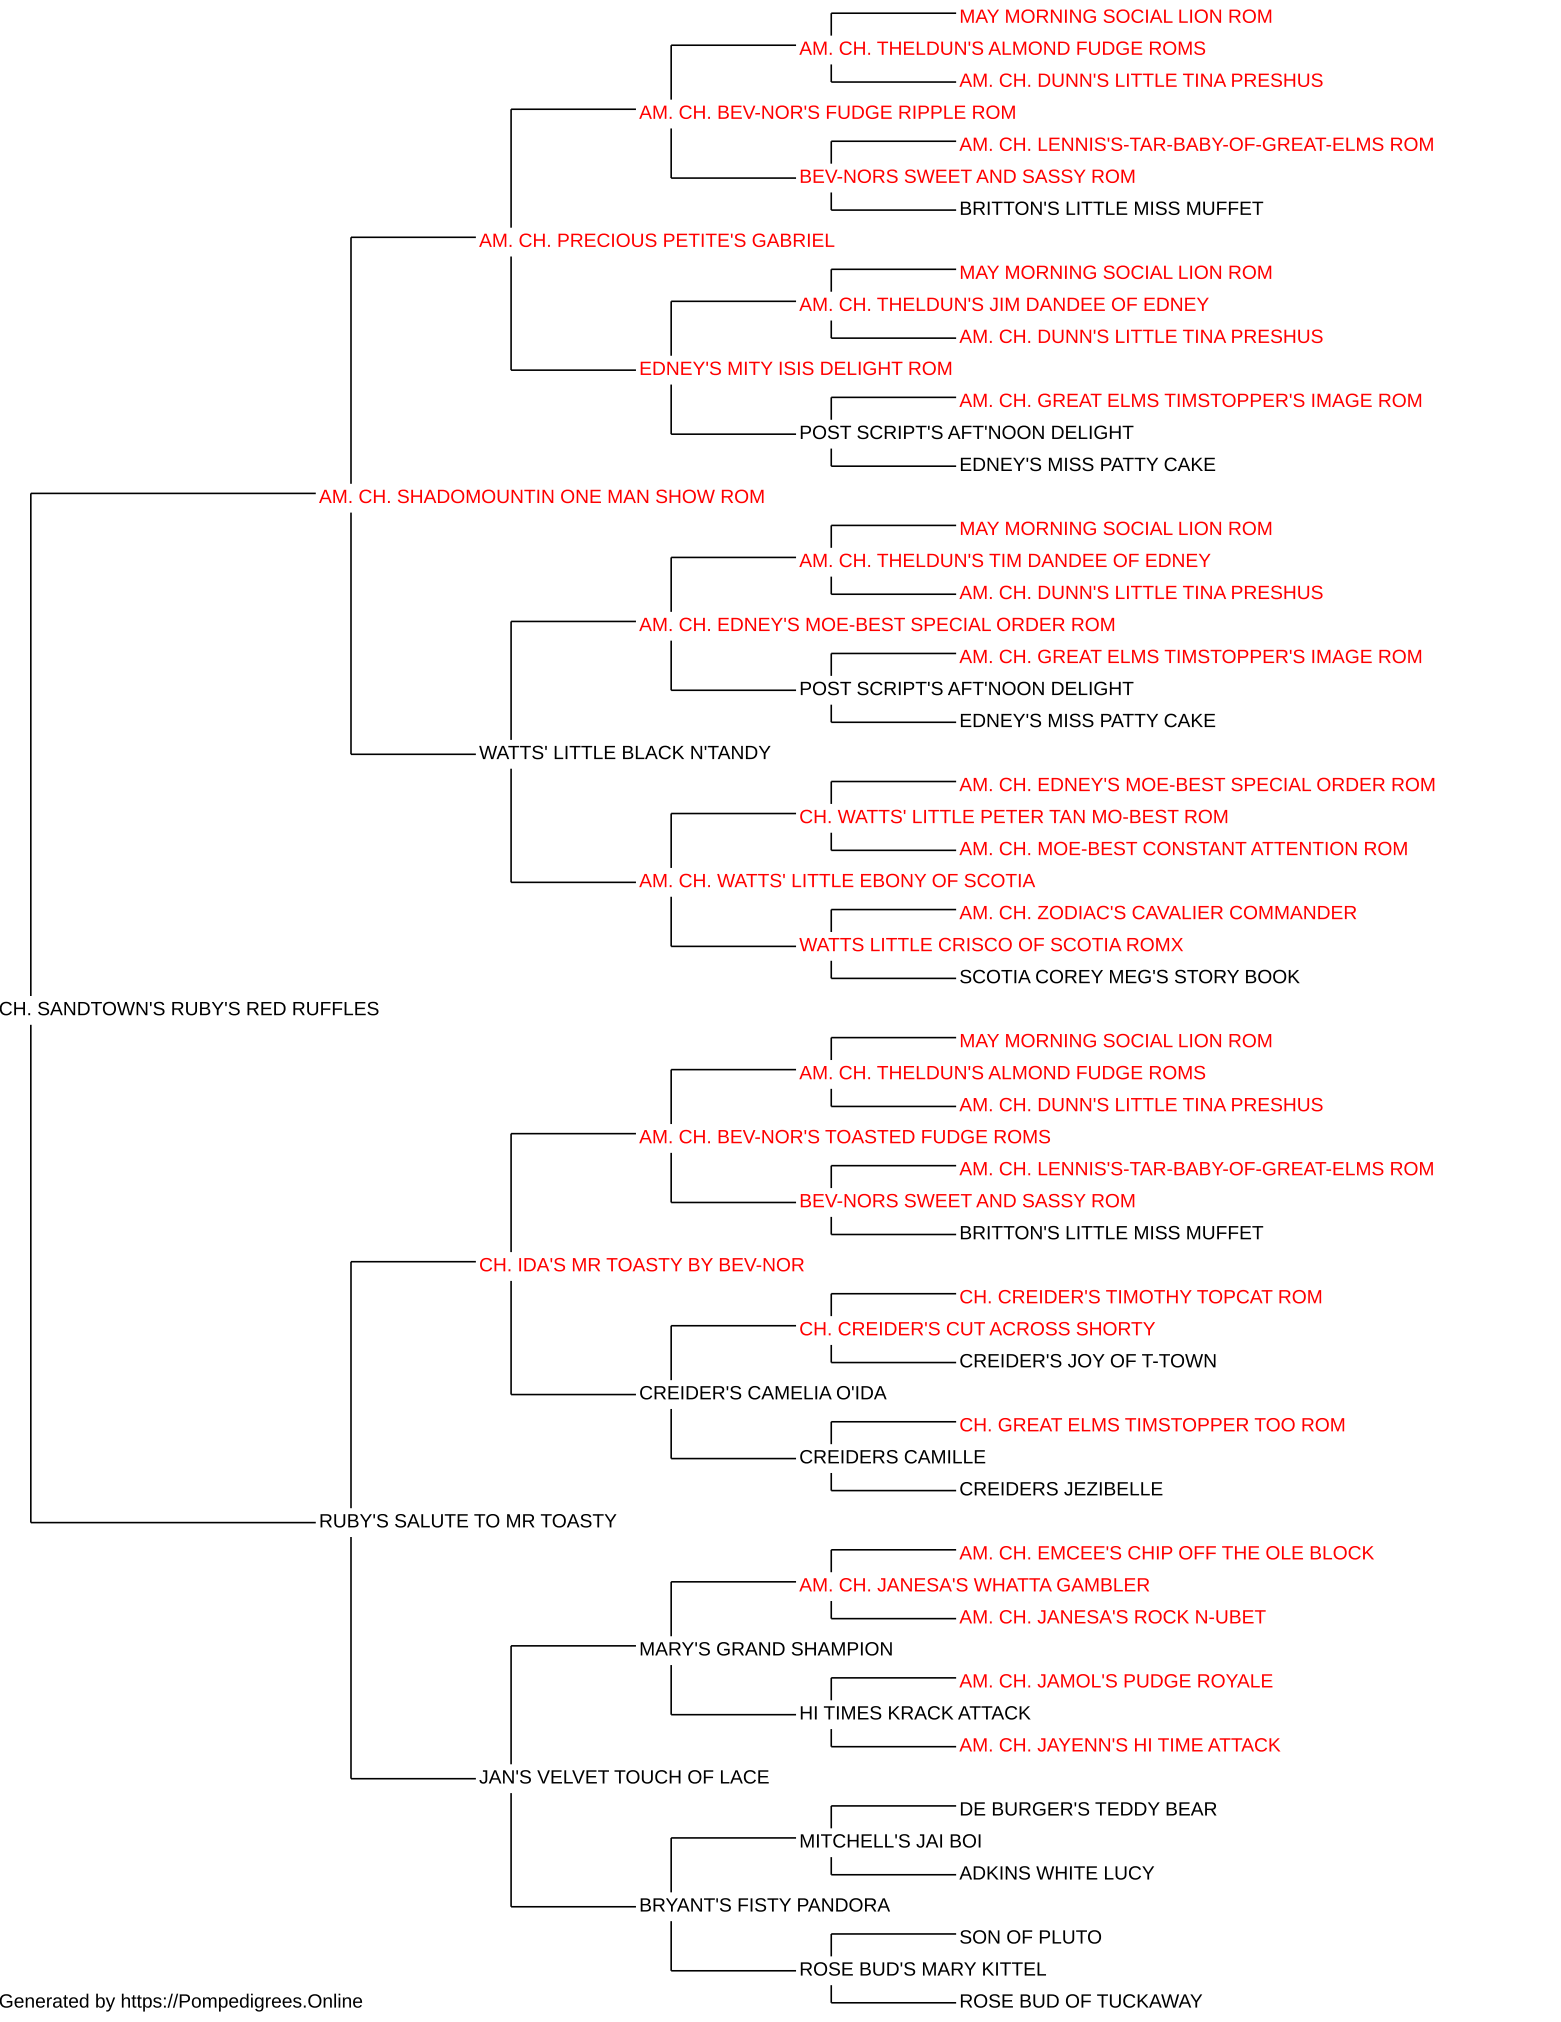 MAY MORNING SOCIAL LION ROM
AM. CH. THELDUN'S ALMOND FUDGE ROMS
AM. CH. DUNN'S LITTLE TINA PRESHUS
AM. CH. BEV-NOR'S FUDGE RIPPLE ROM
AM. CH. LENNIS'S-TAR-BABY-OF-GREAT-ELMS ROM
BEV-NORS SWEET AND SASSY ROM
BRITTON'S LITTLE MISS MUFFET
AM. CH. PRECIOUS PETITE'S GABRIEL
MAY MORNING SOCIAL LION ROM
AM. CH. THELDUN'S JIM DANDEE OF EDNEY
AM. CH. DUNN'S LITTLE TINA PRESHUS
EDNEY'S MITY ISIS DELIGHT ROM
AM. CH. GREAT ELMS TIMSTOPPER'S IMAGE ROM
POST SCRIPT'S AFT'NOON DELIGHT
EDNEY'S MISS PATTY CAKE
AM. CH. SHADOMOUNTIN ONE MAN SHOW ROM
MAY MORNING SOCIAL LION ROM
AM. CH. THELDUN'S TIM DANDEE OF EDNEY
AM. CH. DUNN'S LITTLE TINA PRESHUS
AM. CH. EDNEY'S MOE-BEST SPECIAL ORDER ROM
AM. CH. GREAT ELMS TIMSTOPPER'S IMAGE ROM
POST SCRIPT'S AFT'NOON DELIGHT
EDNEY'S MISS PATTY CAKE
WATTS' LITTLE BLACK N'TANDY
AM. CH. EDNEY'S MOE-BEST SPECIAL ORDER ROM
CH. WATTS' LITTLE PETER TAN MO-BEST ROM
AM. CH. MOE-BEST CONSTANT ATTENTION ROM
AM. CH. WATTS' LITTLE EBONY OF SCOTIA
AM. CH. ZODIAC'S CAVALIER COMMANDER
WATTS LITTLE CRISCO OF SCOTIA ROMX
SCOTIA COREY MEG'S STORY BOOK
CH. SANDTOWN'S RUBY'S RED RUFFLES
MAY MORNING SOCIAL LION ROM
AM. CH. THELDUN'S ALMOND FUDGE ROMS
AM. CH. DUNN'S LITTLE TINA PRESHUS
AM. CH. BEV-NOR'S TOASTED FUDGE ROMS
AM. CH. LENNIS'S-TAR-BABY-OF-GREAT-ELMS ROM
BEV-NORS SWEET AND SASSY ROM
BRITTON'S LITTLE MISS MUFFET
CH. IDA'S MR TOASTY BY BEV-NOR
CH. CREIDER'S TIMOTHY TOPCAT ROM
CH. CREIDER'S CUT ACROSS SHORTY
CREIDER'S JOY OF T-TOWN
CREIDER'S CAMELIA O'IDA
CH. GREAT ELMS TIMSTOPPER TOO ROM
CREIDERS CAMILLE
CREIDERS JEZIBELLE
RUBY'S SALUTE TO MR TOASTY
AM. CH. EMCEE'S CHIP OFF THE OLE BLOCK
AM. CH. JANESA'S WHATTA GAMBLER
AM. CH. JANESA'S ROCK N-UBET
MARY'S GRAND SHAMPION
AM. CH. JAMOL'S PUDGE ROYALE
HI TIMES KRACK ATTACK
AM. CH. JAYENN'S HI TIME ATTACK
JAN'S VELVET TOUCH OF LACE
DE BURGER'S TEDDY BEAR
MITCHELL'S JAI BOI
ADKINS WHITE LUCY
BRYANT'S FISTY PANDORA
SON OF PLUTO
ROSE BUD'S MARY KITTEL
ROSE BUD OF TUCKAWAY
Generated by https://Pompedigrees.Online